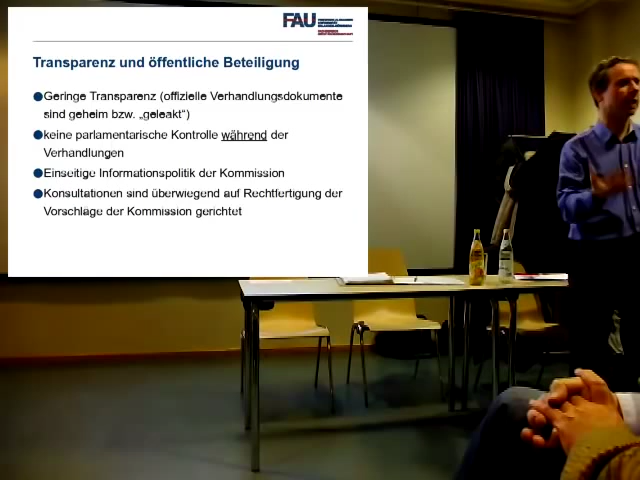 FAU
Transparenz und öffentliche Beteiligung
Geringe Transparenz (offizielle Verhandlungsdokumente
sind geheim bzw. „geleakt“)
keine parlamentarische Kontrolle während der
Verhandlungen
Einseitige Informationspolitik der Kommission
Konsultationen sind überwiegend auf Rechtfertigung der
Vorschläge der Kommission gerichtet